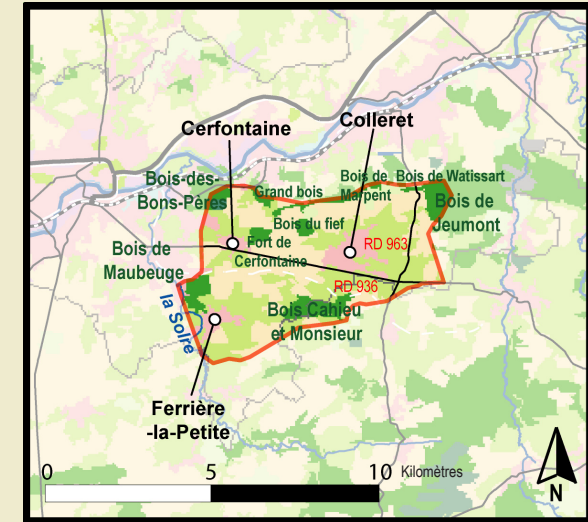 Cerfontaine
Colleret
Bois-des-
Bons-Pères
Grand bois
Bois de
Marpent
Bois de Watissart
Bois de
Jeumont
Bois du fief
Fort de
Cerfontaine
RD 963
Bois de
Maubeuge
RD 936
la Solre
Bois Cahieu
et Monsieur
Ferrière
-la-Petite
0 5 10 Kilomètres
N